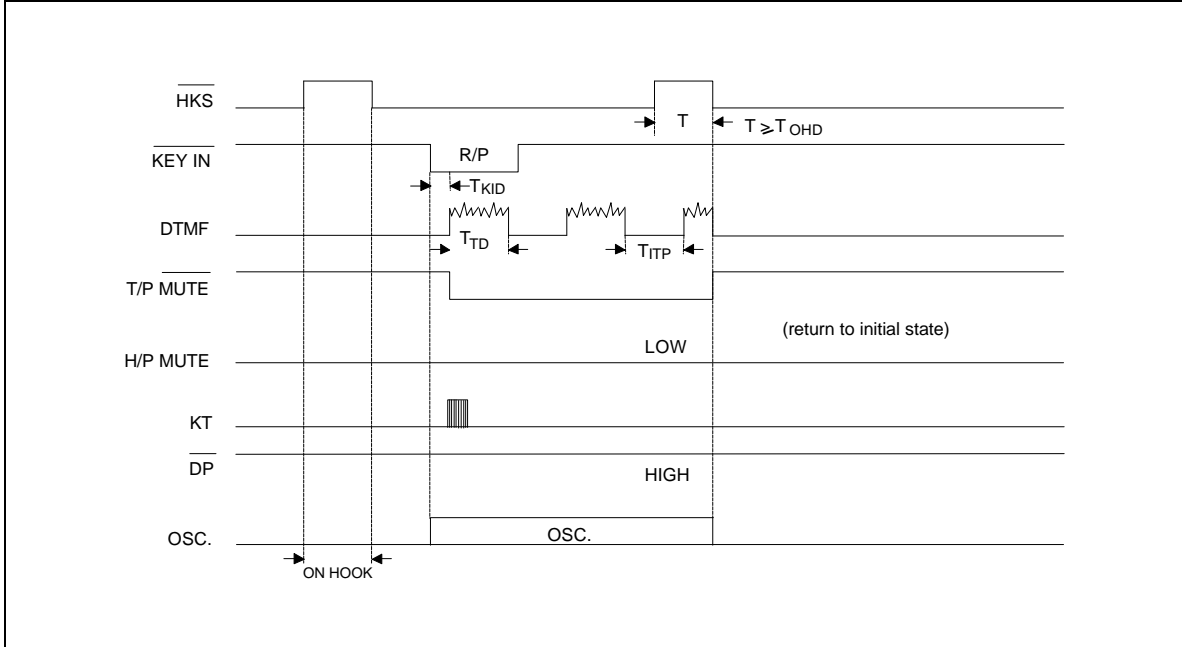 HKS
T
T ≥ T OHD
KEY IN
R/P
T KID
DTMF
T TD
T ITP
T/P MUTE
(return to initial state)
LOW
H/P MUTE
KT
DP
HIGH
OSC.
OSC.
ON HOOK